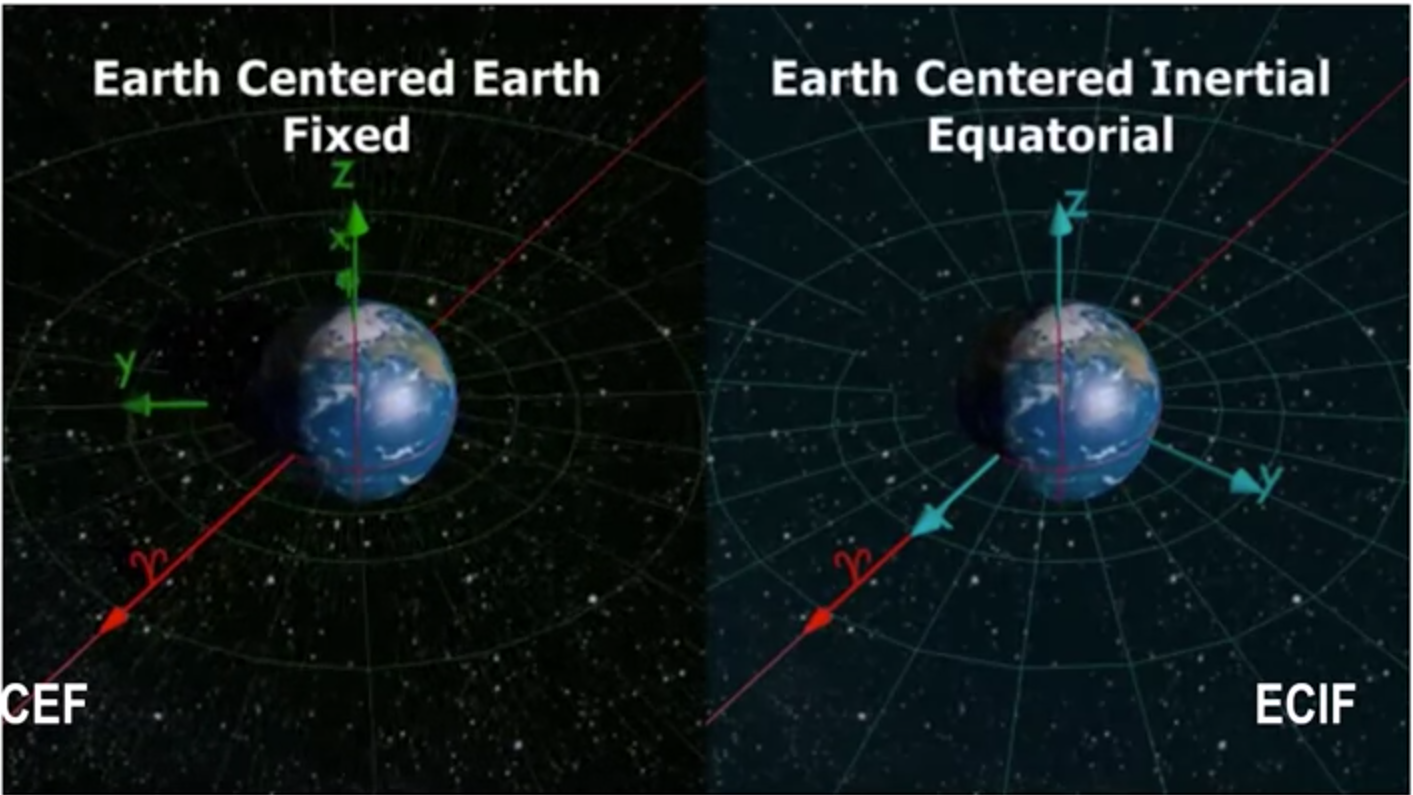 Earth Centered Earth
Fixed
Z
X
y
♈
CEF
Earth Centered Inertial
Equatorial
Z
X
y
♈
ECIF